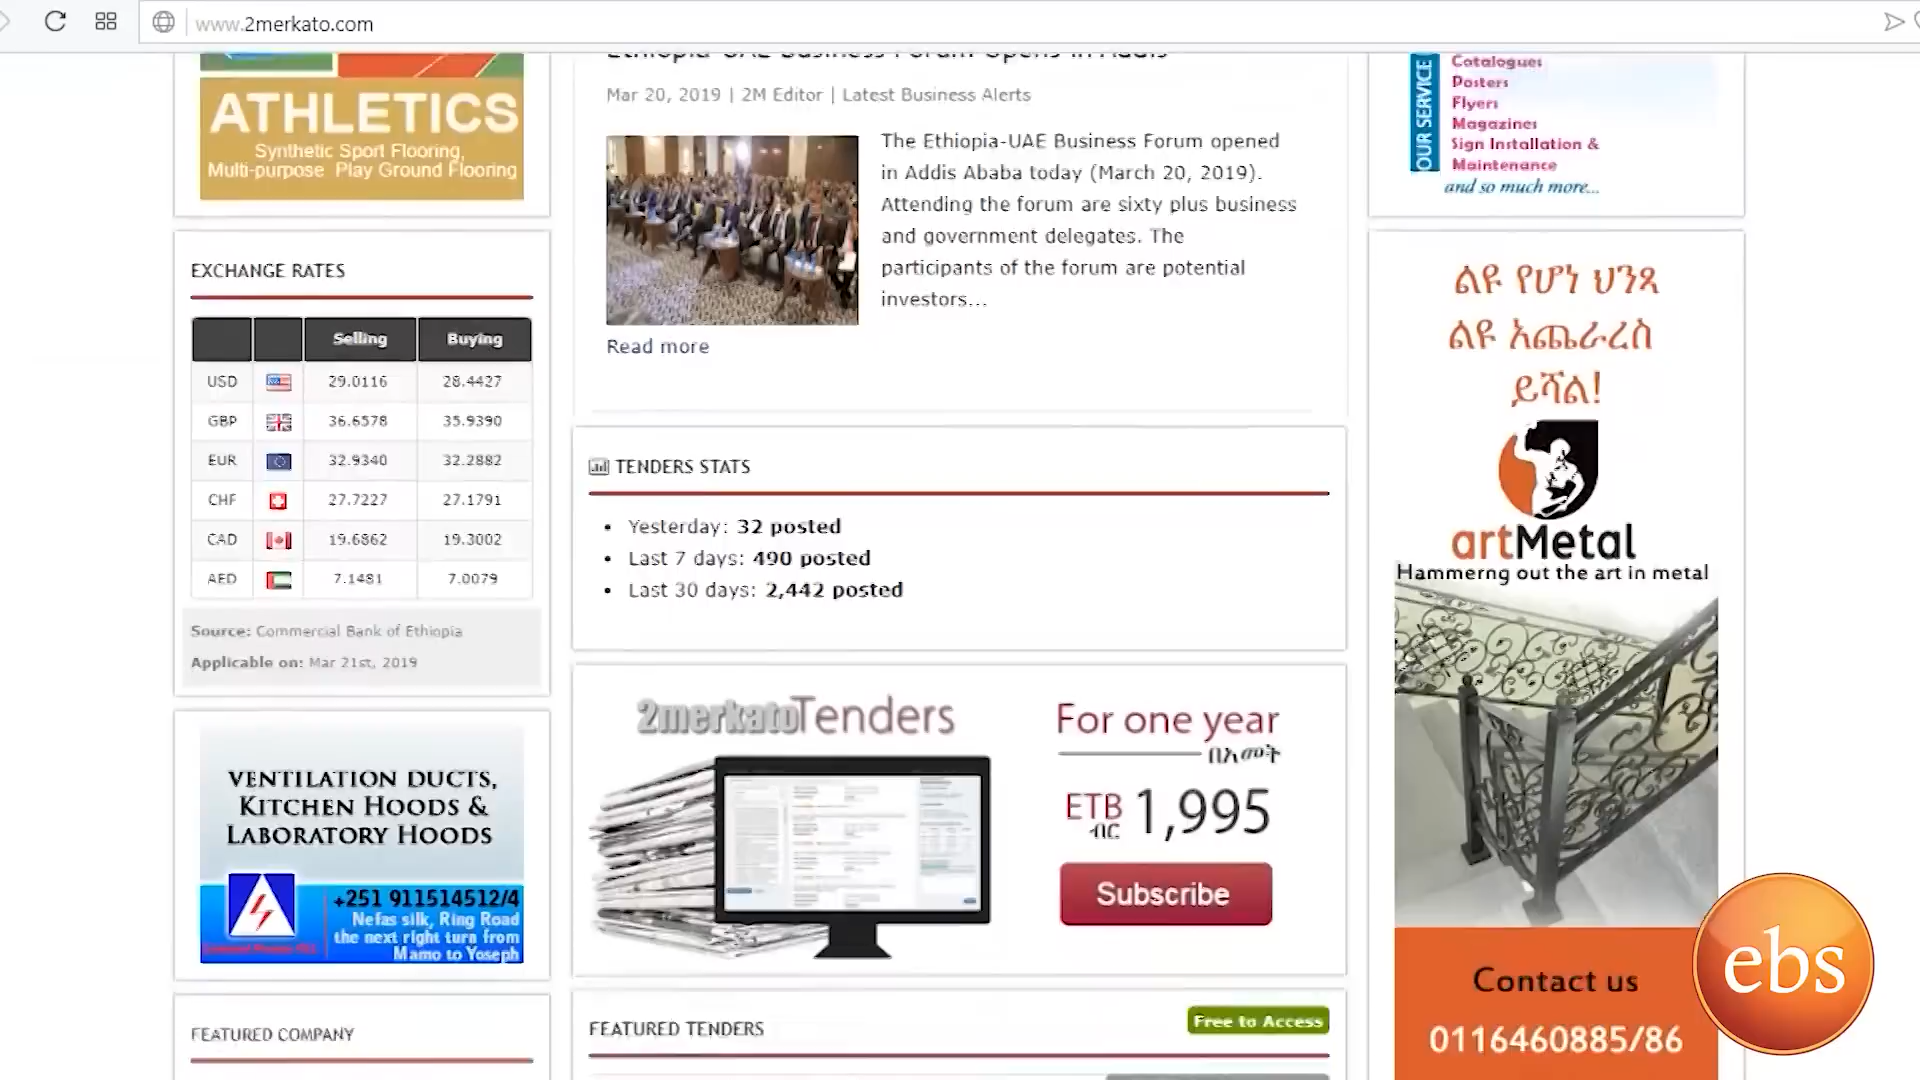 www.2merkato.com
ATHLETICS
Synthetic Sport Flooring,
Multi-purpose Play Ground Flooring
EXCHANGE RATES
Selling Buying
USD 29.0116 28.4427
GBP 36.6578 35.9390
EUR 32.9340 32.2882
CHF 27.7227 27.1791
CAD 19.6862 19.3002
AED 7.1481 7.0079
Source: Commercial Bank of Ethiopia
Applicable on: Mar 21st, 2019
VENTILATION DUCTS,
KITCHEN HOODS &
LABORATORY HOODS
+251 911514512/4
Nefas silk, Ring Road
the next right turn from
Mamo to Yoseph
FEATURED COMPANY
Ethiopia-UAE Business Forum Opens in Addis
Mar 20, 2019 | 2M Editor | Latest Business Alerts
The Ethiopia-UAE Business Forum opened
in Addis Ababa today (March 20, 2019).
Attending the forum are sixty plus business
and government delegates. The
participants of the forum are potential
investors...
Read more
TENDERS STATS
• Yesterday: 32 posted
• Last 7 days: 490 posted
• Last 30 days: 2,442 posted
2merkatoTenders
For one year
በአመት
ETB 1,995
ብር
Subscribe
FEATURED TENDERS
Free to Access
OUR SERVICE
Catalogues
Posters
Flyers
Magazines
Sign Installation &
Maintenance
and so much more...
ልዩ የሆነ ህንጻ
ልዩ አጨራረስ
ይሻል!
artMetal
Hammerng out the art in metal
Contact us
0116460885/86
ebs